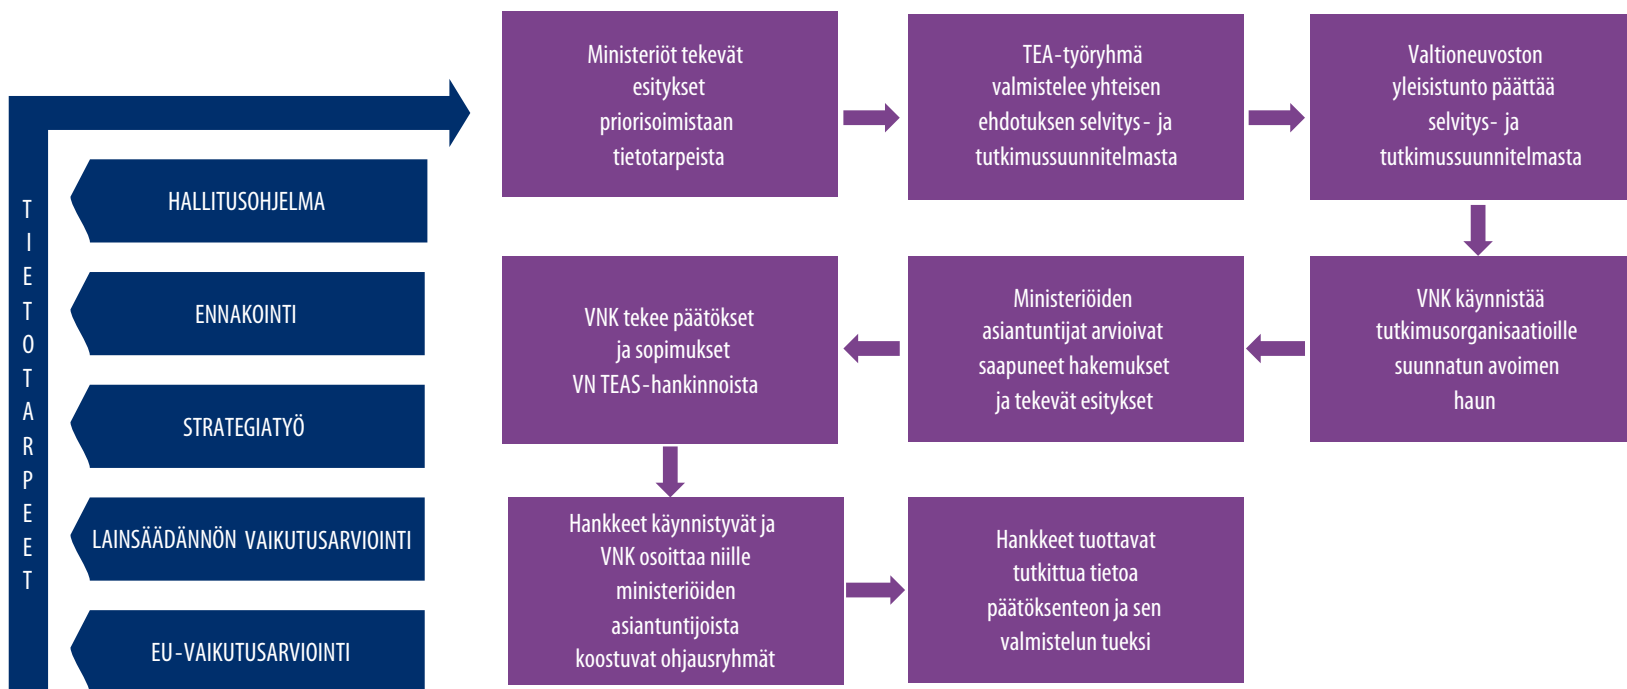 TIETOTARPEET
HALLITUSOHJELMA
ENNAKOINTI
STRATEGIATYÖ
LAINSÄÄDÄNNÖN VAIKUTUSARVIOINTI
EU-VAIKUTUSARVIOINTI
Ministeriöt tekevät
esitykset
priorisoimistaan
tietotarpeista
TEA-työryhmä
valmistelee yhteisen
ehdotuksen selvitys- ja
tutkimussuunnitelmasta
Valtioneuvoston
yleisistunto päättää
selvitys- ja
tutkimussuunnitelmasta
VNK käynnistää
tutkimusorganisaatioille
suunnatun avoimen
haun
Ministeriöiden
asiantuntijat arvioivat
saapuneet hakemukset
ja tekevät esitykset
VNK tekee päätökset
ja sopimukset
VN TEAS-hankinnoista
Hankkeet käynnistyvät ja
VNK osoittaa niille
ministeriöiden
asiantuntijoista
koostuvat ohjausryhmät
Hankkeet tuottavat
tutkittua tietoa
päätöksenteon ja sen
valmistelun tueksi